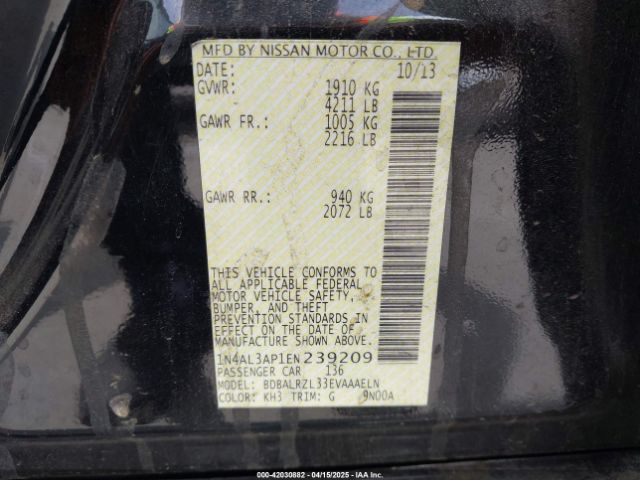 MFD BY NISSAN MOTOR CO., LTD.
DATE: 10/13
GVWR: 1910 KG
4211 LB
GAWR FR.: 1005 KG
2216 LB
GAWR RR.: 940 KG
2072 LB
THIS VEHICLE CONFORMS TO
ALL APPLICABLE FEDERAL
MOTOR VEHICLE SAFETY,
BUMPER, AND THEFT
PREVENTION STANDARDS IN
EFFECT ON THE DATE OF
MANUFACTURE SHOWN ABOVE.
1N4AL3AP1EN239209
PASSENGER CAR 136
MODEL: BDBALRZL33EVAAAELN
COLOR: KH3 TRIM: G 9N00A
000-42030882 - 04/15/2025 - IAAI, Inc.